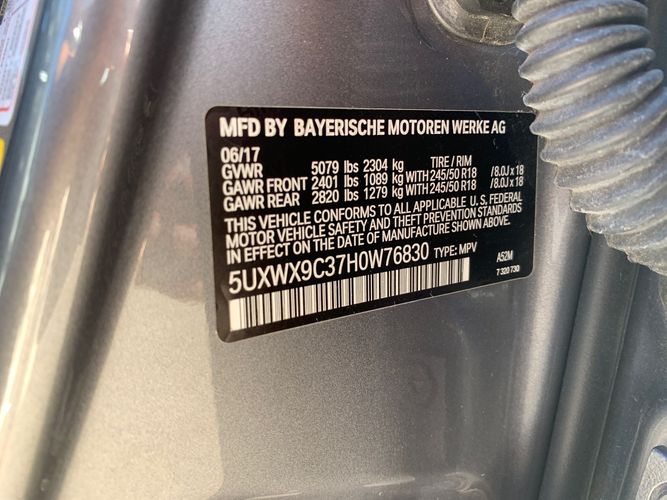 MFD BY BAYERISCHE MOTOREN WERKE AG
06/17
GVWR 5079 lbs 2304 kg TIRE / RIM
GAWR FRONT 2401 lbs 1089 kg WITH 245/50 R18 /8.0J x 18
GAWR REAR 2820 lbs 1279 kg WITH 245/50 R18 /8.0J x 18
THIS VEHICLE CONFORMS TO ALL APPLICABLE U.S. FEDERAL
MOTOR VEHICLE SAFETY AND THEFT PREVENTION STANDARDS
IN EFFECT ON THE DATE OF MANUFACTURE SHOWN ABOVE.
5UXWX9C37H0W76830 TYPE: MPV A52M
7 320 730